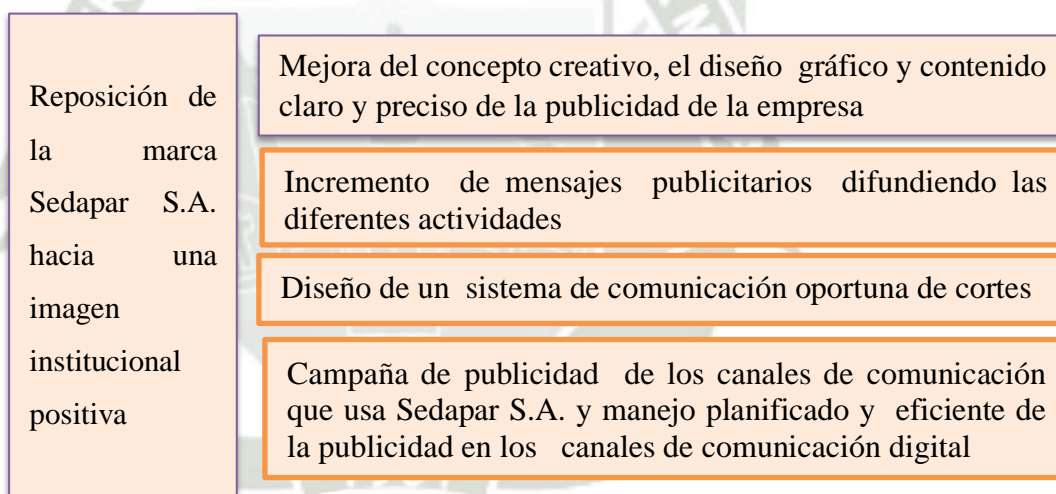 Reposición de
la marca
Sedapar S.A.
hacia una
imagen
institucional
positiva
Mejora del concepto creativo, el diseño gráfico y contenido
claro y preciso de la publicidad de la empresa
Incremento de mensajes publicitarios difundiendo las
diferentes actividades
Diseño de un sistema de comunicación oportuna de cortes
Campaña de publicidad de los canales de comunicación
que usa Sedapar S.A. y manejo planificado y eficiente de
la publicidad en los canales de comunicación digital